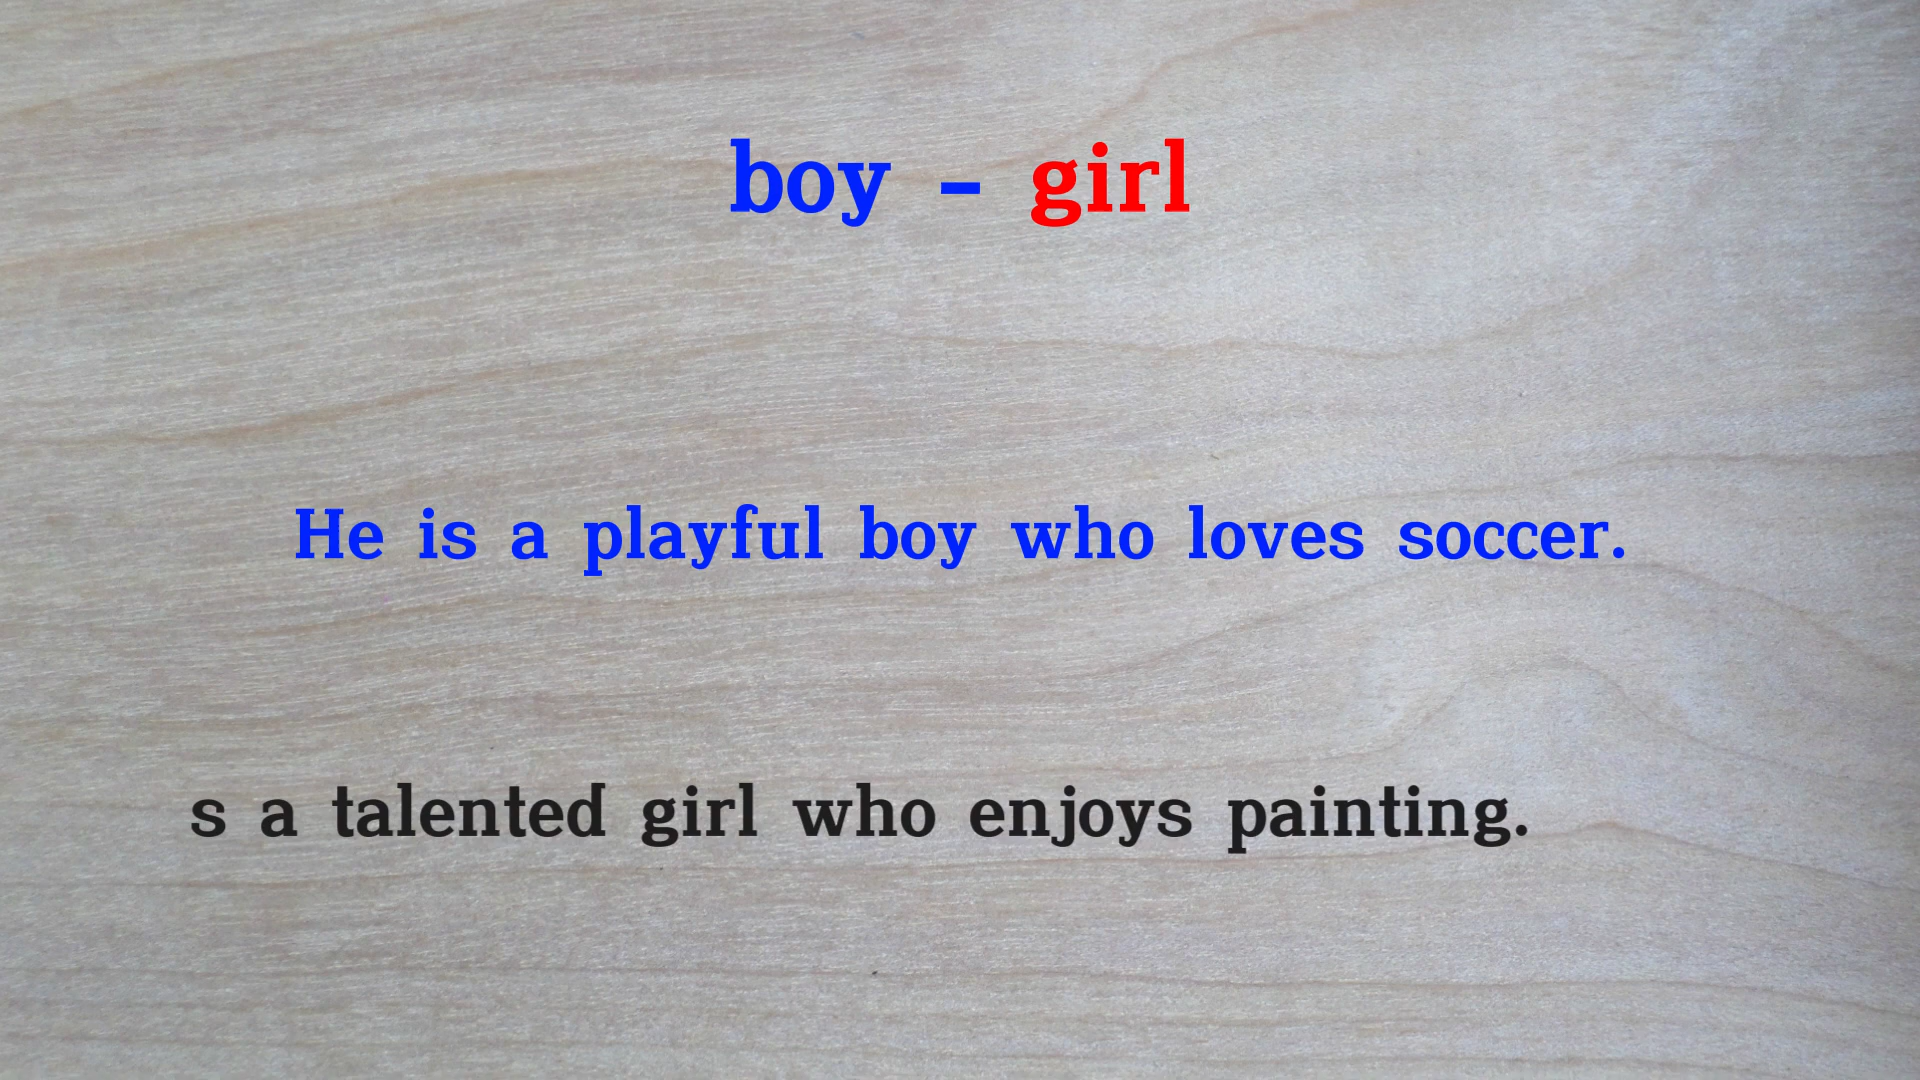 boy - girl
He is a playful boy who loves soccer.
s a talented girl who enjoys painting.